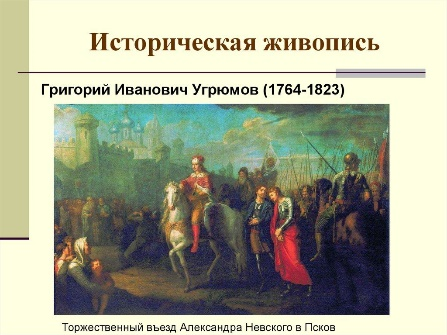 Историческая живопись
Григорий Иванович Угрюмов (1764-1823)
Торжественный въезд Александра Невского в Псков